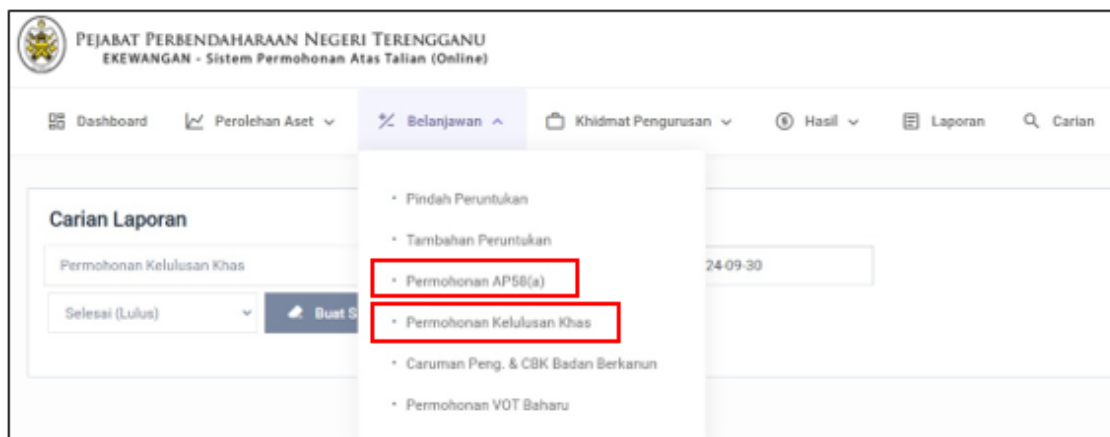 PEJABAT PERBENDAHARAAN NEGERI TERENGGANU
EKEWANGAN - Sistem Permohonan Atas Talian (Online)
Dashboard Perolehan Aset Belanjawan Khidmat Pengurusan Hasil Laporan Carian
Pindah Peruntukan
Carian Laporan
Tambahan Peruntukan
Permohonan Kelulusan Khas
24-09-30
Permohonan AP58(a)
Selesai (Lulus)
Buat S
Permohonan Kelulusan Khas
Caruman Peng. & CBK Badan Berkanun
Permohonan VOT Baharu